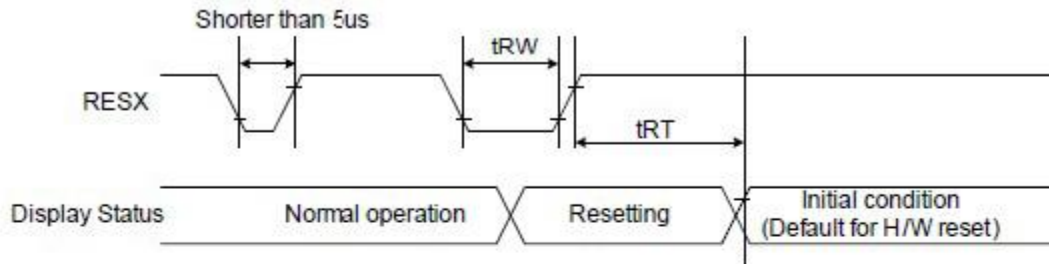 Shorter than 5us
tRW
RESX
tRT
Display Status
Normal operation
Resetting
Initial condition
(Default for H/W reset)